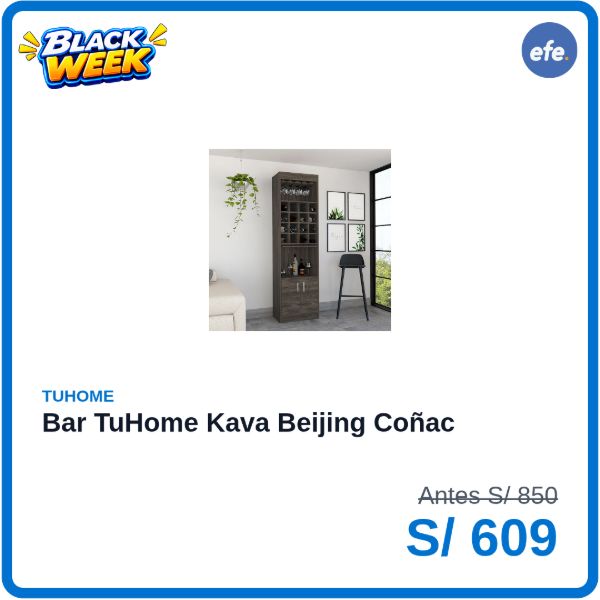 BLACK
WEEK
efe.
TUHOME
Bar TuHome Kava Beijing Coñac
Antes S/ 850
S/ 609